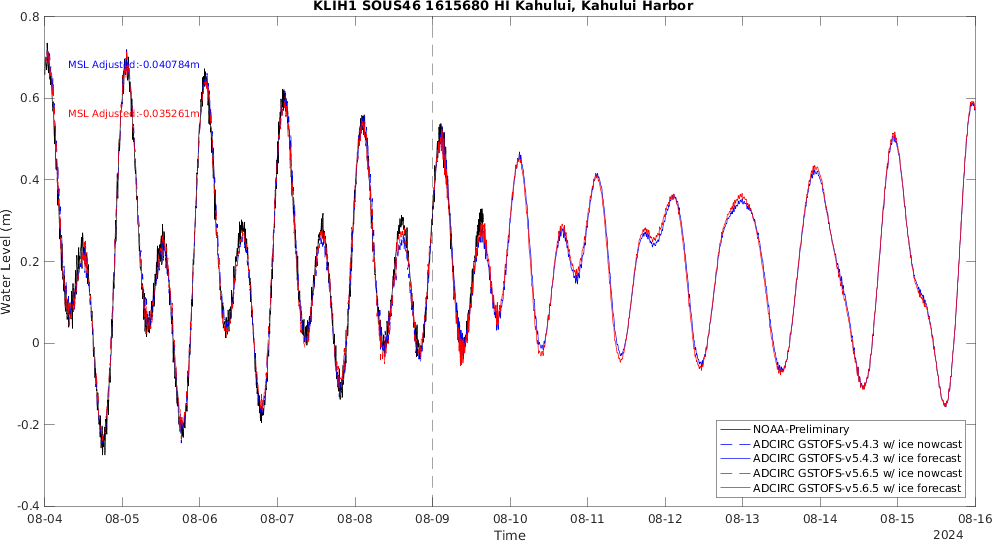 KLIH1 SOUS46 1615680 HI Kahului, Kahului Harbor
0.8
0.6
0.4
0.2
0
-0.2
-0.4
Water Level (m)
MSL Adjusted:-0.040784m
MSL Adjusted:-0.035261m
NOAA-Preliminary
ADCIRC GSTOFS-v5.4.3 w/ ice nowcast
ADCIRC GSTOFS-v5.4.3 w/ ice forecast
ADCIRC GSTOFS-v5.6.5 w/ ice nowcast
ADCIRC GSTOFS-v5.6.5 w/ ice forecast
08-04 08-05 08-06 08-07 08-08 08-09 08-10 08-11 08-12 08-13 08-14 08-15 08-16
Time
2024